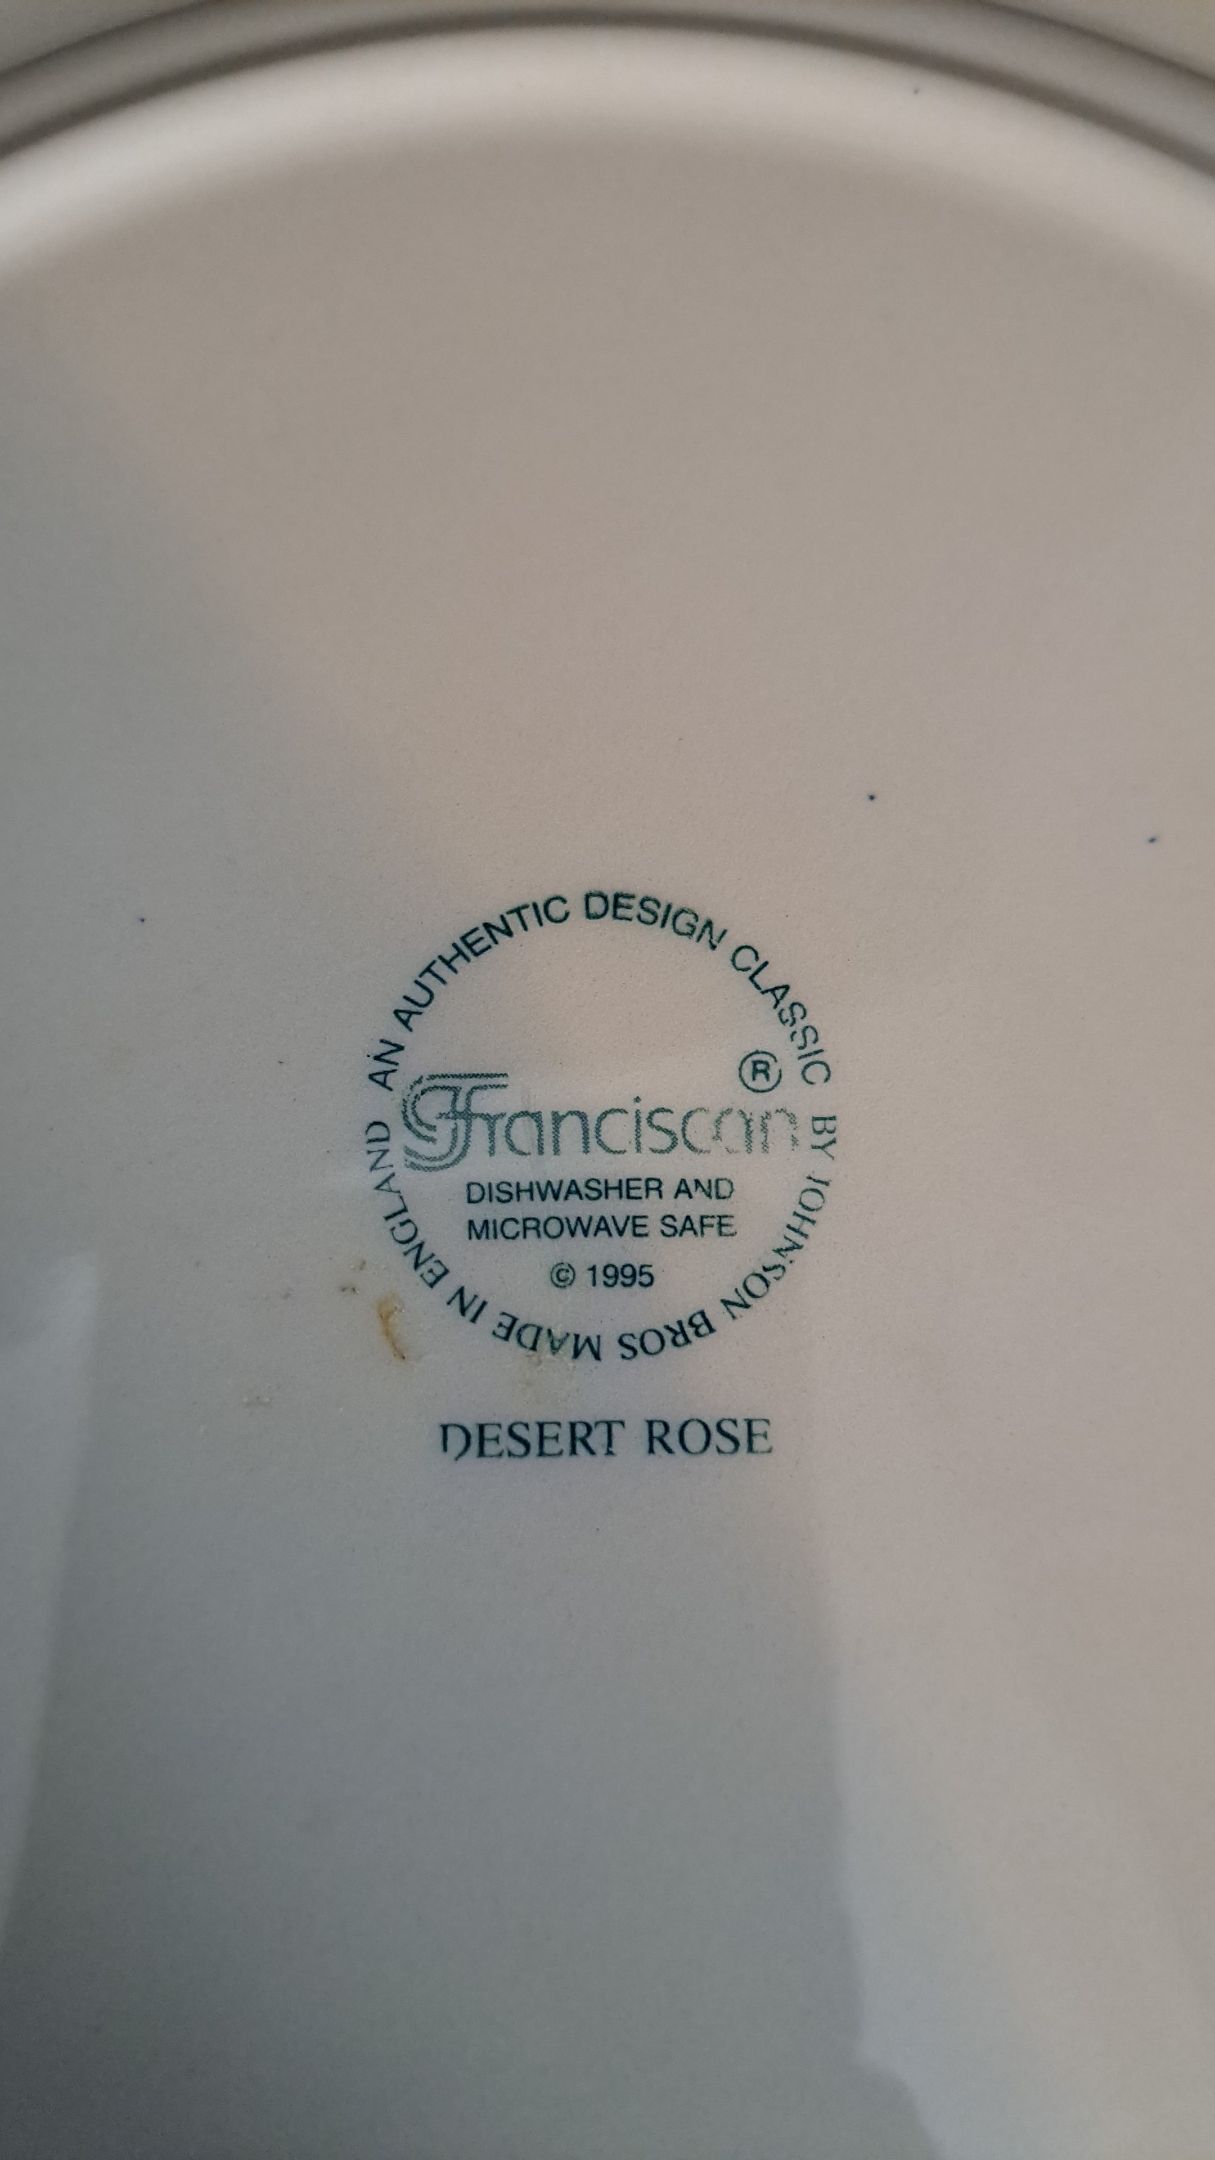 AN AUTHENTIC DESIGN CLASSIC BY JOHNSON BROS MADE IN ENGLAND
Franciscan ®
DISHWASHER AND
MICROWAVE SAFE
© 1995
DESERT ROSE